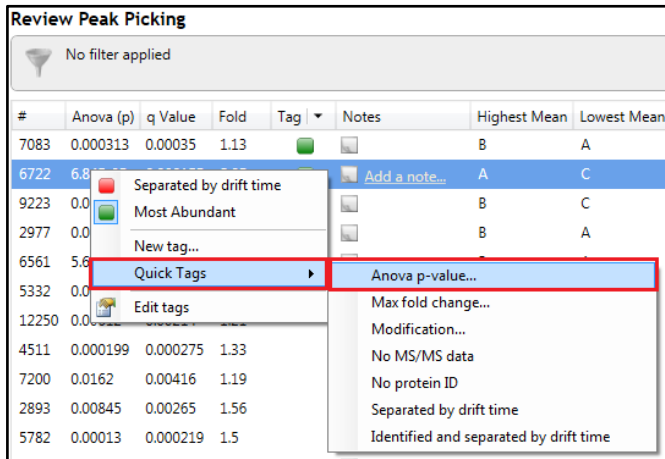 Review Peak Picking
No filter applied
# Anova (p) q Value Fold Tag Notes Highest Mean Lowest Mean
7083 0.000313 0.00035 1.13 B A
6722 Add a note... A C
Separated by drift time
9223 B C
Most Abundant
2977 B A
New tag...
6561
Quick Tags
Anova p-value...
5332
Edit tags
Max fold change...
12250
Modification...
4511 0.000199 0.000275 1.33
No MS/MS data
7200 0.0162 0.00416 1.19
No protein ID
2893 0.00845 0.00265 1.56
Separated by drift time
5782 0.00013 0.000219 1.5
Identified and separated by drift time